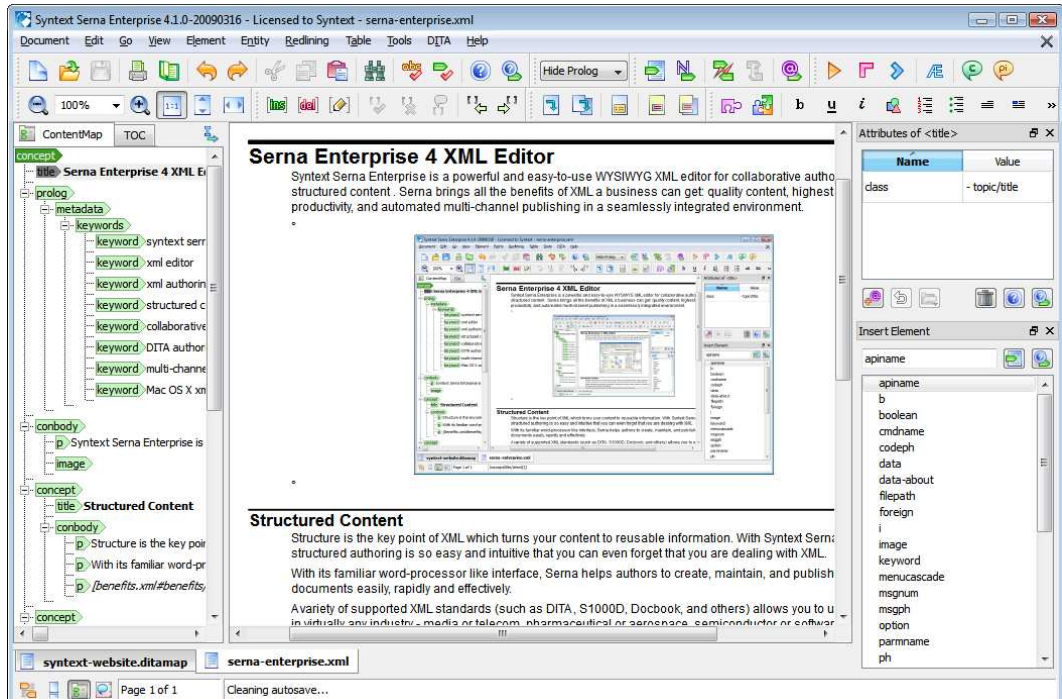 Syntext Serna Enterprise 4.1.0-20090316 - Licensed to Syntext - serna-enterprise.xml
Document Edit Go View Element Entity Redlining Table Tools DITA Help
Hide Prolog
100% 1:1 Ins del b u i
ContentMap TOC
concept
title Serna Enterprise 4 XML E
prolog
metadata
keywords
keyword syntext serr
keyword xml editor
keyword xml authorin
keyword structured c
keyword collaborative
keyword DITA author
keyword multi-channe
keyword Mac OS X xm
conbody
p Syntext Serna Enterprise is
image
concept
title Structured Content
conbody
p Structure is the key poin
p With its familiar word-pr
p [benefits.xml#benefits/
concept
Serna Enterprise 4 XML Editor
Syntext Serna Enterprise is a powerful and easy-to-use WYSIWYG XML editor for collaborative autho
structured content . Serna brings all the benefits of XML a business can get: quality content, highest
productivity, and automated multi-channel publishing in a seamlessly integrated environment.
Serna Enterprise 4 XML Editor
Structured Content
Structured Content
Structure is the key point of XML which turns your content to reusable information. With Syntext Serna
structured authoring is so easy and intuitive that you can even forget that you are dealing with XML.
With its familiar word-processor like interface, Serna helps authors to create, maintain, and publish
documents easily, rapidly and effectively.
A variety of supported XML standards (such as DITA, S1000D, Docbook, and others) allows you to u
in virtually any industry - media or telecom, pharmaceutical or aerospace, semiconductor or softwar
Attributes of <title>
Name Value
class - topic/title
Insert Element
apiname
apiname
b
boolean
cmdname
codeph
data
data-about
filepath
foreign
i
image
keyword
menucascade
msgnum
msgph
option
parmname
ph
syntext-website.ditamap serna-enterprise.xml
Page 1 of 1 Cleaning autosave...